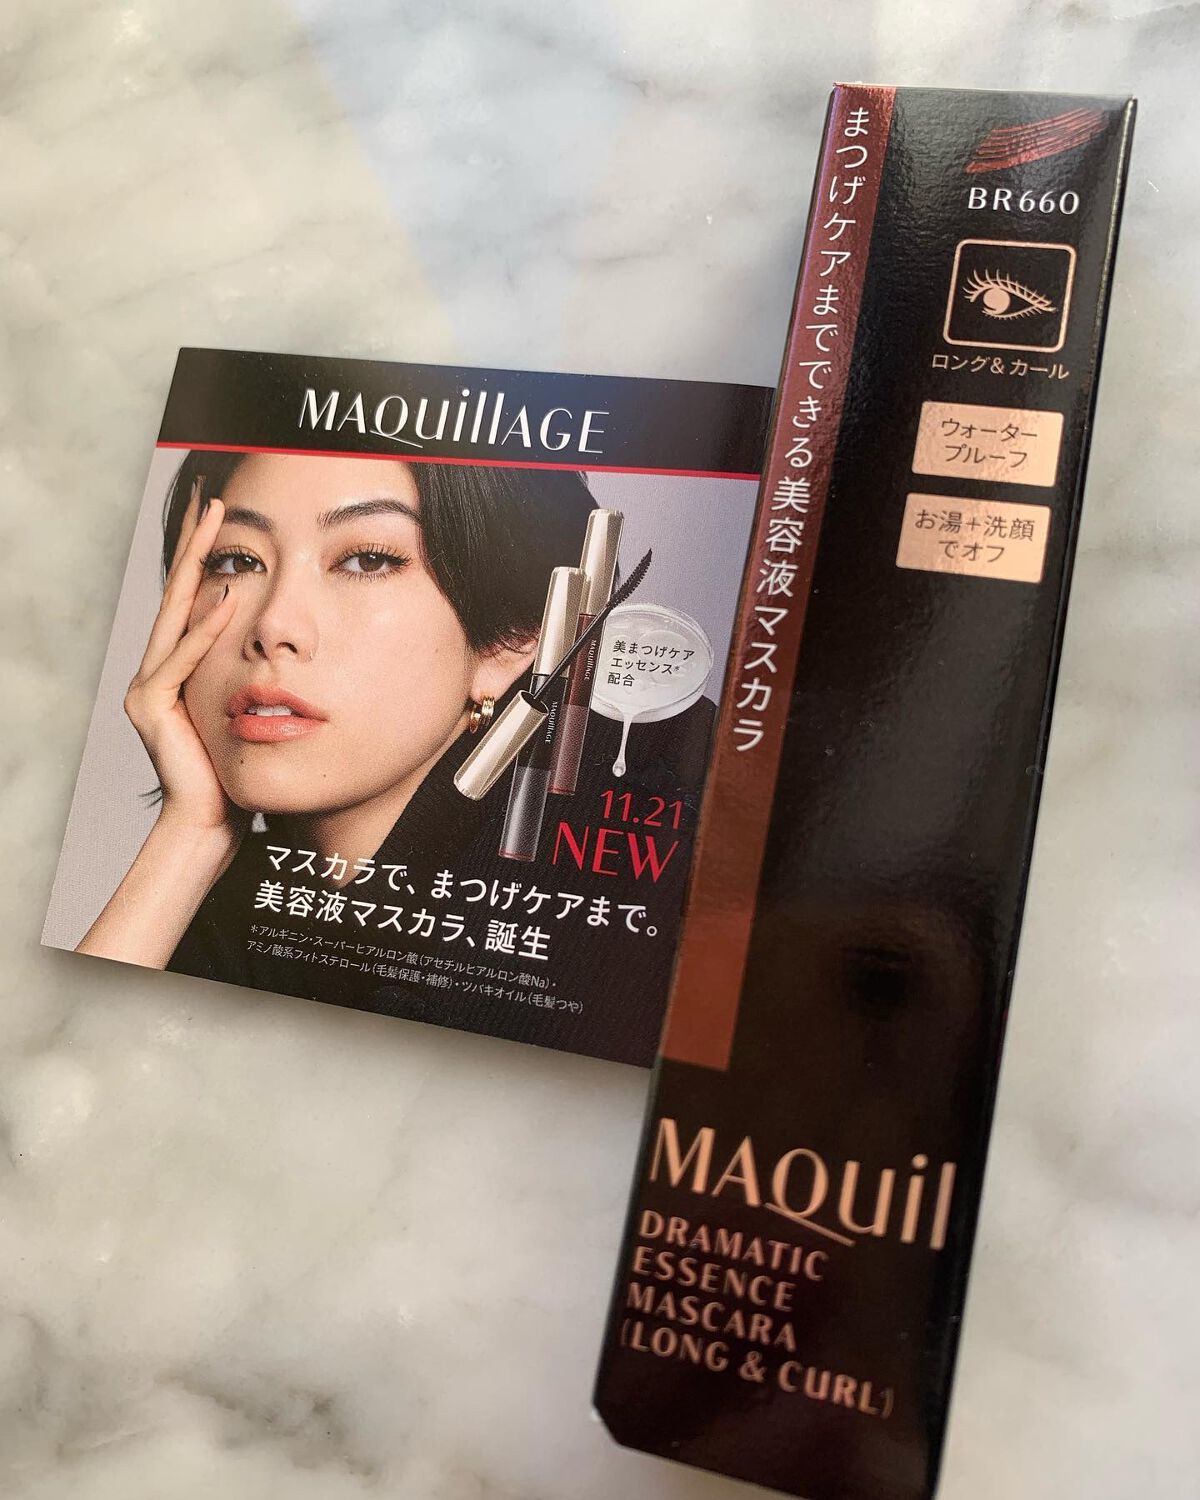 MAQuillAGE
美まつげケア
エッセンス*
配合
MAQUillAGE
MAQUillAGE
11.21
NEW
マスカラで、まつげケアまで。
美容液マスカラ、誕生
*アルギニン・スーパーヒアルロン酸(アセチルヒアルロン酸Na)・
アミノ酸系フィトステロール(毛髪保護・補修)・ツバキオイル(毛髪つや)
まつげケアまでできる美容液マスカラ
BR660
ロング&カール
ウォーター
プルーフ
お湯+洗顔
でオフ
MAQuil
DRAMATIC
ESSENCE
MASCARA
(LONG & CURL)